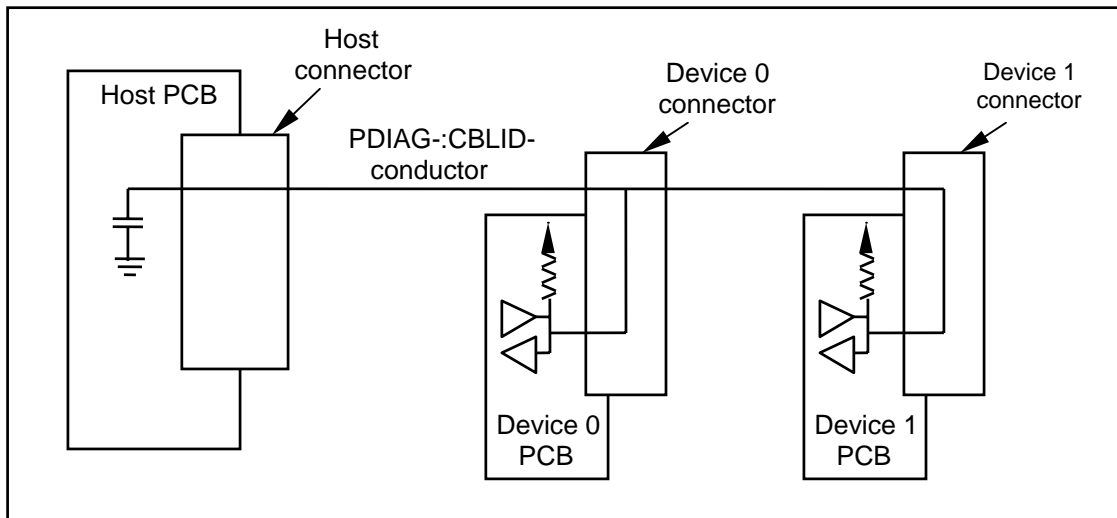 Host
connector
Host PCB
PDIAG-:CBLID-
conductor
Device 0
connector
Device 1
connector
Device 0
PCB
Device 1
PCB